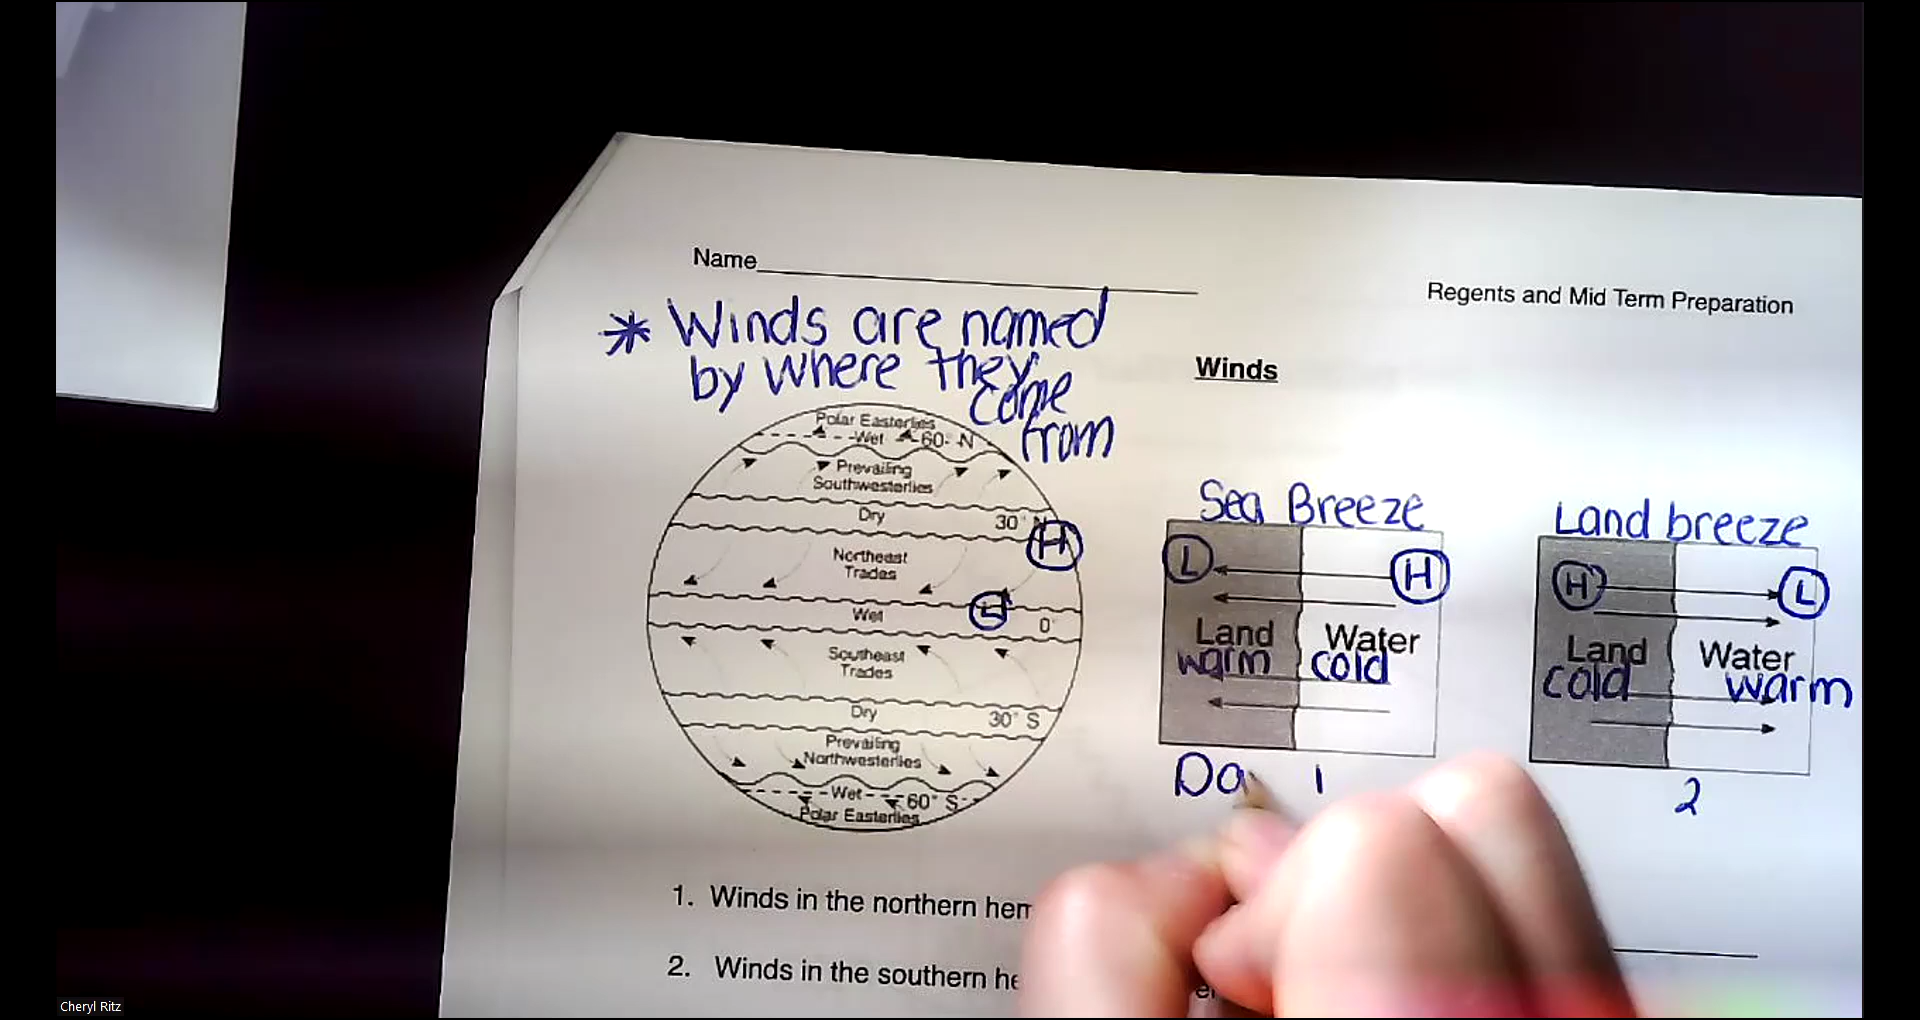 Name
Regents and Mid Term Preparation
* Winds are named
by where they
come
from
Winds
Polar Easterlies
Wet 60° N
Prevailing
Southwesterlies
Dry
30° N
H
Northeast
Trades
L
Wet
0°
Southeast
Trades
Dry
30° S
Prevailing
Northwesterlies
Wet 60° S
Polar Easterlies
Sea Breeze
L H
Land Water
warm cold
Da 1
Land breeze
H L
Land Water
cold warm
2
1. Winds in the northern hem
2. Winds in the southern he
Cheryl Ritz